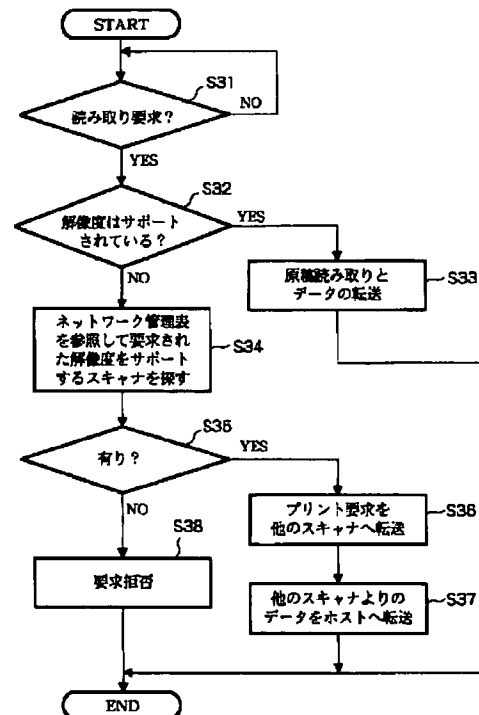 START
S31
読み取り要求?
NO
YES
S32
解像度はサポート
されている?
YES
NO
原稿読み取りと
データの転送
S33
ネットワーク管理表
を参照して要求され
た解像度をサポート
するスキャナを探す
S34
S35
有り?
YES
NO
プリント要求を
他のスキャナへ転送
S36
S38
要求拒否
他のスキャナよりの
データをホストへ転送
S37
END